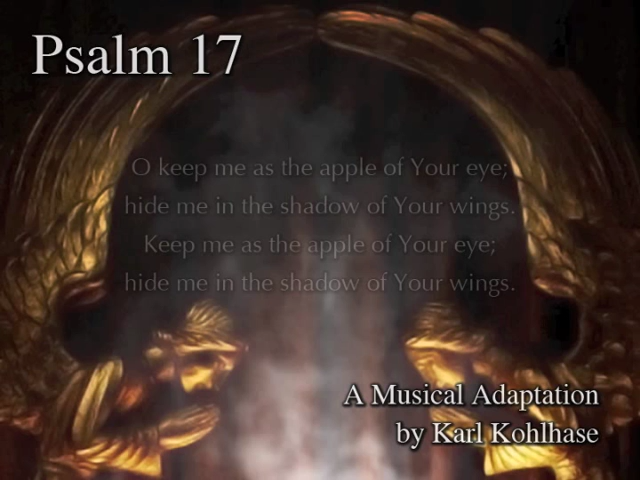 Psalm 17
O keep me as the apple of Your eye;
hide me in the shadow of Your wings.
Keep me as the apple of Your eye;
hide me in the shadow of Your wings.
A Musical Adaptation
by Karl Kohlhase